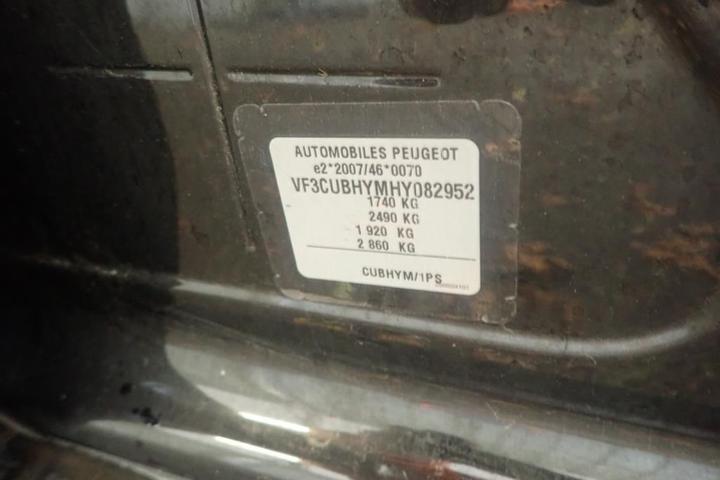 AUTOMOBILES PEUGEOT
e2*2007/46*0070
VF3CUBHYMHY082952
1740 KG
2490 KG
1 920 KG
2 860 KG
CUBHYM/1PS